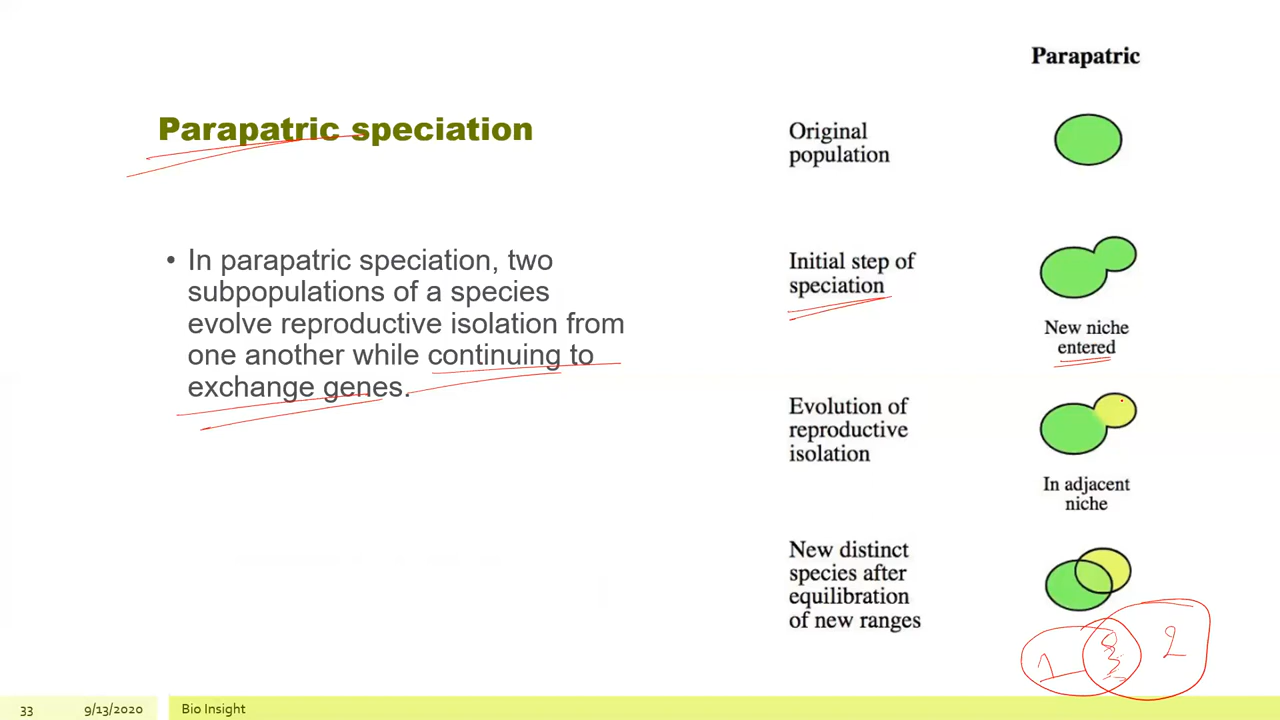 Parapatric
Parapatric speciation
• In parapatric speciation, two
subpopulations of a species
evolve reproductive isolation from
one another while continuing to
exchange genes.
Original
population
Initial step of
speciation
New niche
entered
Evolution of
reproductive
isolation
In adjacent
niche
New distinct
species after
equilibration
of new ranges
1 3 2
33 9/13/2020 Bio Insight